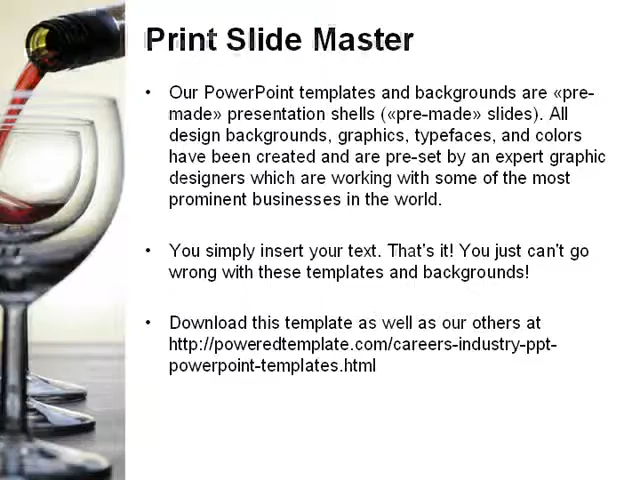 Print Slide Master
• Our PowerPoint templates and backgrounds are «pre-
made» presentation shells («pre-made» slides). All
design backgrounds, graphics, typefaces, and colors
have been created and are pre-set by an expert graphic
designers which are working with some of the most
prominent businesses in the world.
• You simply insert your text. That's it! You just can't go
wrong with these templates and backgrounds!
• Download this template as well as our others at
http://poweredtemplate.com/careers-industry-ppt-
powerpoint-templates.html